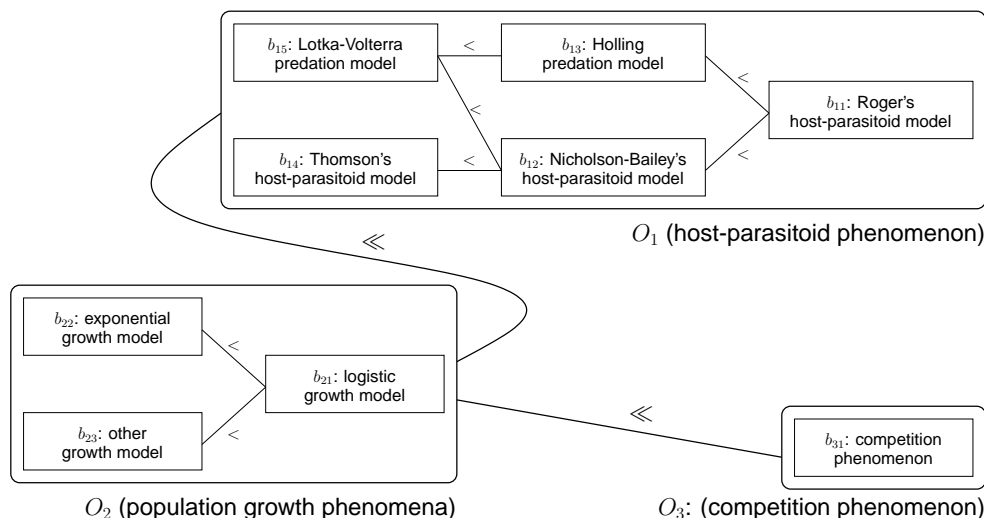 b₁₅: Lotka-Volterra
predation model
<
b₁₃: Holling
predation model
<
<
b₁₁: Roger's
host-parasitoid model
b₁₄: Thomson's
host-parasitoid model
<
b₁₂: Nicholson-Bailey's
host-parasitoid model
<
O₁ (host-parasitoid phenomenon)
≪
b₂₂: exponential
growth model
<
b₂₁: logistic
growth model
b₂₃: other
growth model
<
≪
b₃₁: competition
phenomenon
O₂ (population growth phenomena)
O₃: (competition phenomenon)